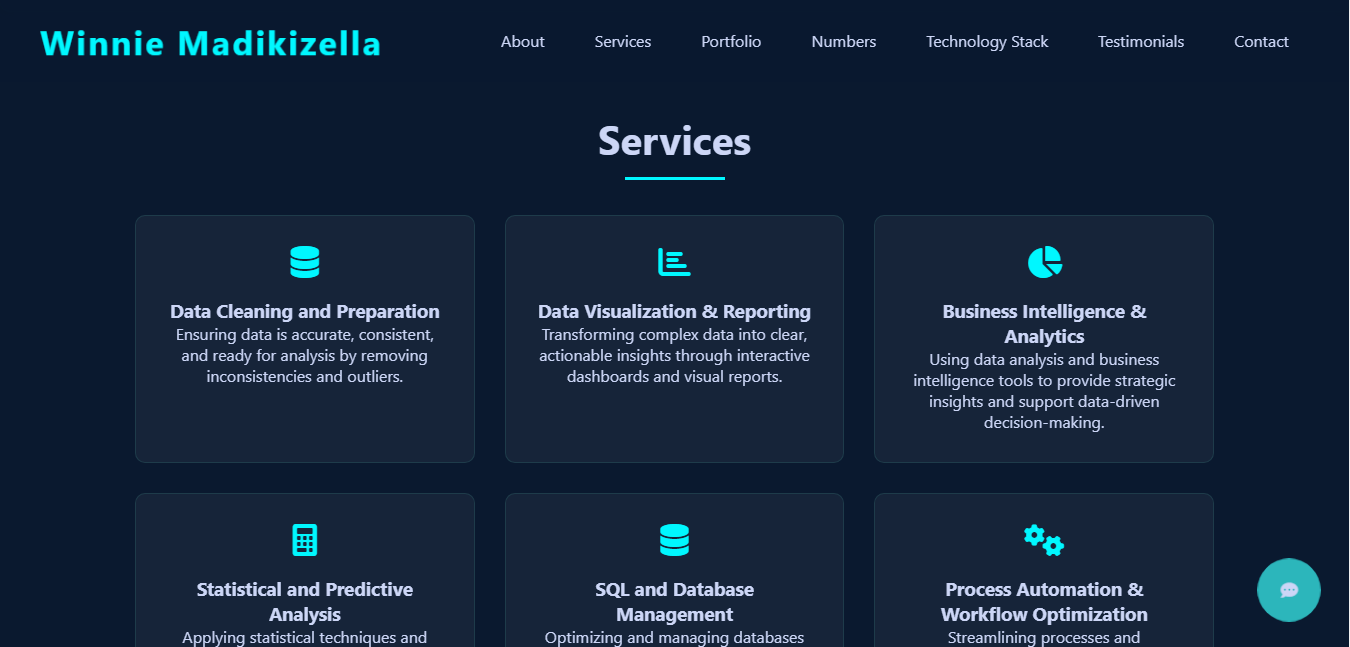 Winnie Madikizella
About Services Portfolio Numbers Technology Stack Testimonials Contact
Services
Data Cleaning and Preparation
Ensuring data is accurate, consistent,
and ready for analysis by removing
inconsistencies and outliers.
Data Visualization & Reporting
Transforming complex data into clear,
actionable insights through interactive
dashboards and visual reports.
Business Intelligence &
Analytics
Using data analysis and business
intelligence tools to provide strategic
insights and support data-driven
decision-making.
Statistical and Predictive
Analysis
Applying statistical techniques and
SQL and Database
Management
Optimizing and managing databases
Process Automation &
Workflow Optimization
Streamlining processes and